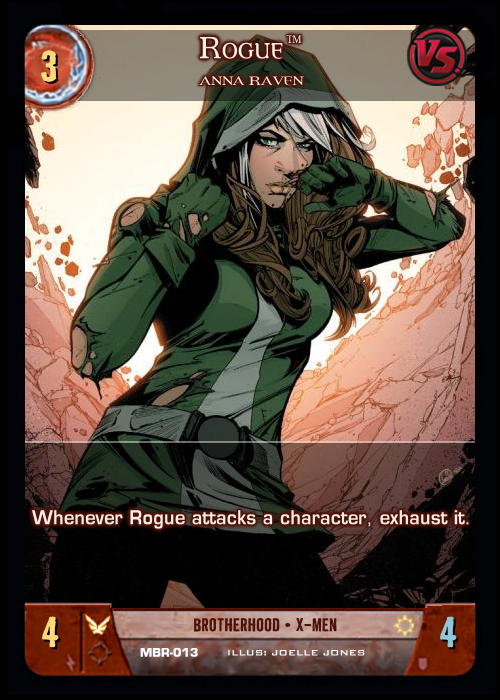 3
Rogue™
VS.
Anna Raven
Whenever Rogue attacks a character, exhaust it.
4
Brotherhood • X-Men
4
MBR-013 Illus: Joelle Jones